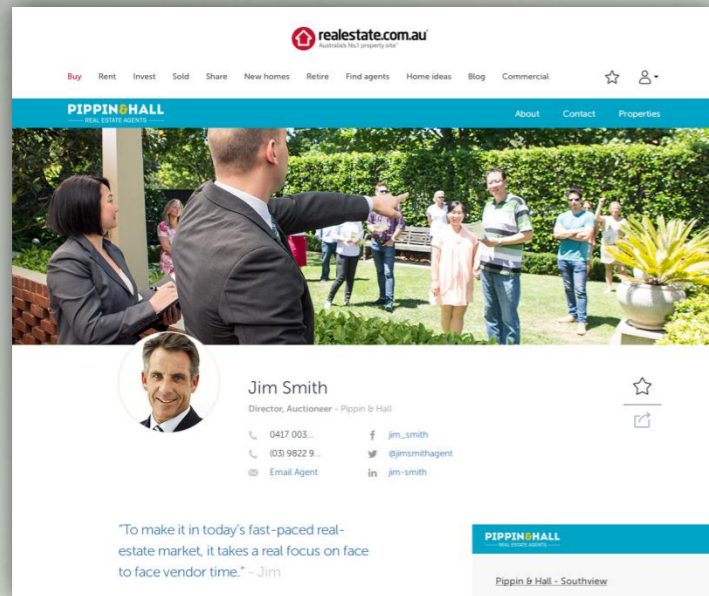 realestate.com.au
Australia's No.1 property site
Buy Rent Invest Sold Share New homes Retire Find agents Home ideas Blog Commercial
PIPPIN&HALL
REAL ESTATE AGENTS
About Contact Properties
Jim Smith
Director, Auctioneer - Pippin & Hall
0417 003... jim_smith
(03) 9822 9... @jimsmithagent
Email Agent jim-smith
"To make it in today's fast-paced real-
estate market, it takes a real focus on face
to face vendor time." - Jim
PIPPIN&HALL
REAL ESTATE AGENTS
Pippin & Hall - Southview